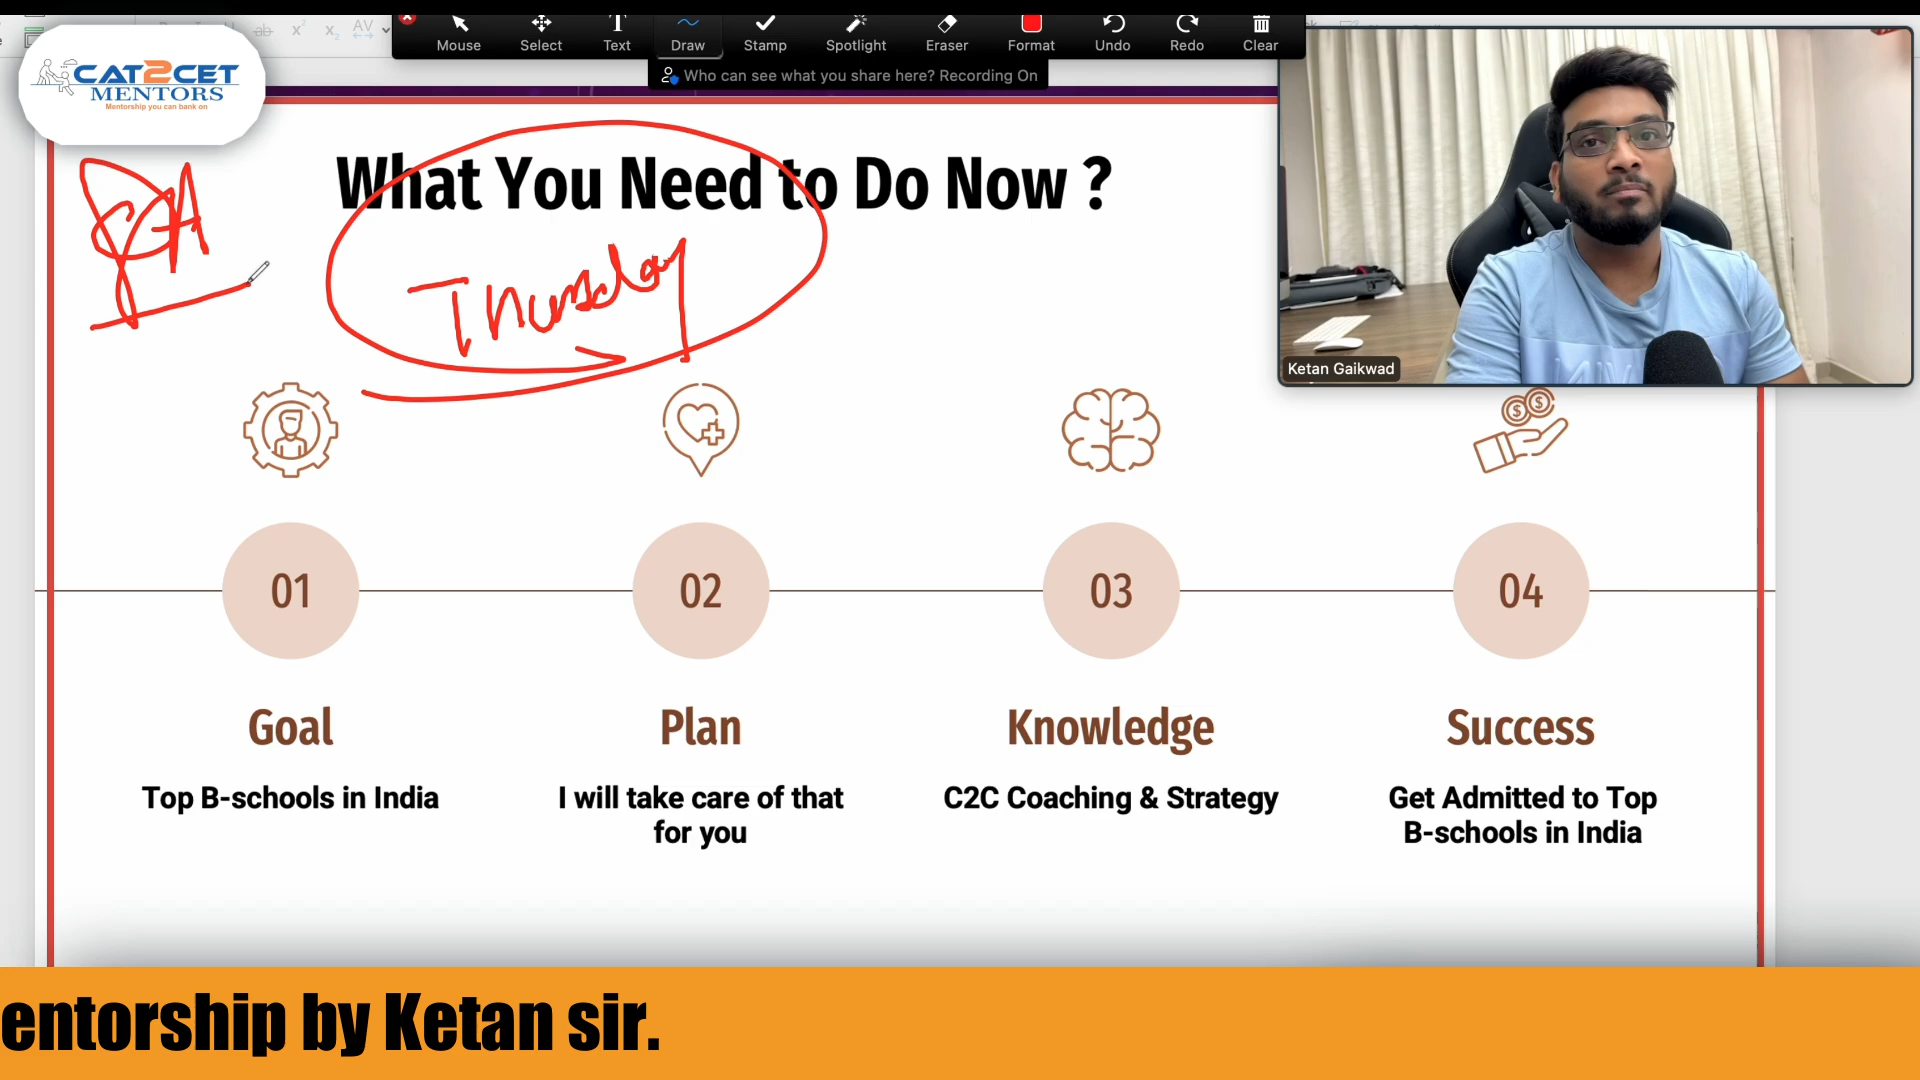 Mouse Select Text Draw Stamp Spotlight Eraser Format Undo Redo Clear
Who can see what you share here? Recording On
CAT2CET
MENTORS
Mentorship you can bank on
What You Need to Do Now ?
Thursday
Ketan Gaikwad
01 02 03 04
Goal Plan Knowledge Success
Top B-schools in India
I will take care of that
for you
C2C Coaching & Strategy
Get Admitted to Top
B-schools in India
entorship by Ketan sir.